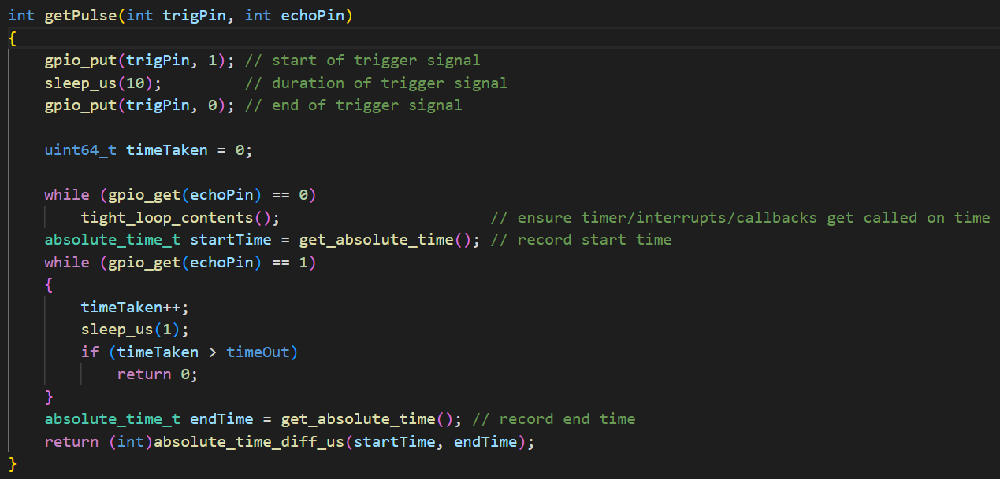 int getPulse(int trigPin, int echoPin)
{
    gpio_put(trigPin, 1); // start of trigger signal
    sleep_us(10);         // duration of trigger signal
    gpio_put(trigPin, 0); // end of trigger signal

    uint64_t timeTaken = 0;

    while (gpio_get(echoPin) == 0)
        tight_loop_contents();                       // ensure timer/interrupts/callbacks get called on time
    absolute_time_t startTime = get_absolute_time(); // record start time
    while (gpio_get(echoPin) == 1)
    {
        timeTaken++;
        sleep_us(1);
        if (timeTaken > timeOut)
            return 0;
    }
    absolute_time_t endTime = get_absolute_time(); // record end time
    return (int)absolute_time_diff_us(startTime, endTime);
}